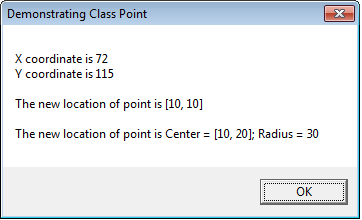 Demonstrating Class Point
X coordinate is 72
Y coordinate is 115
The new location of point is [10, 10]
The new location of point is Center = [10, 20]; Radius = 30
OK